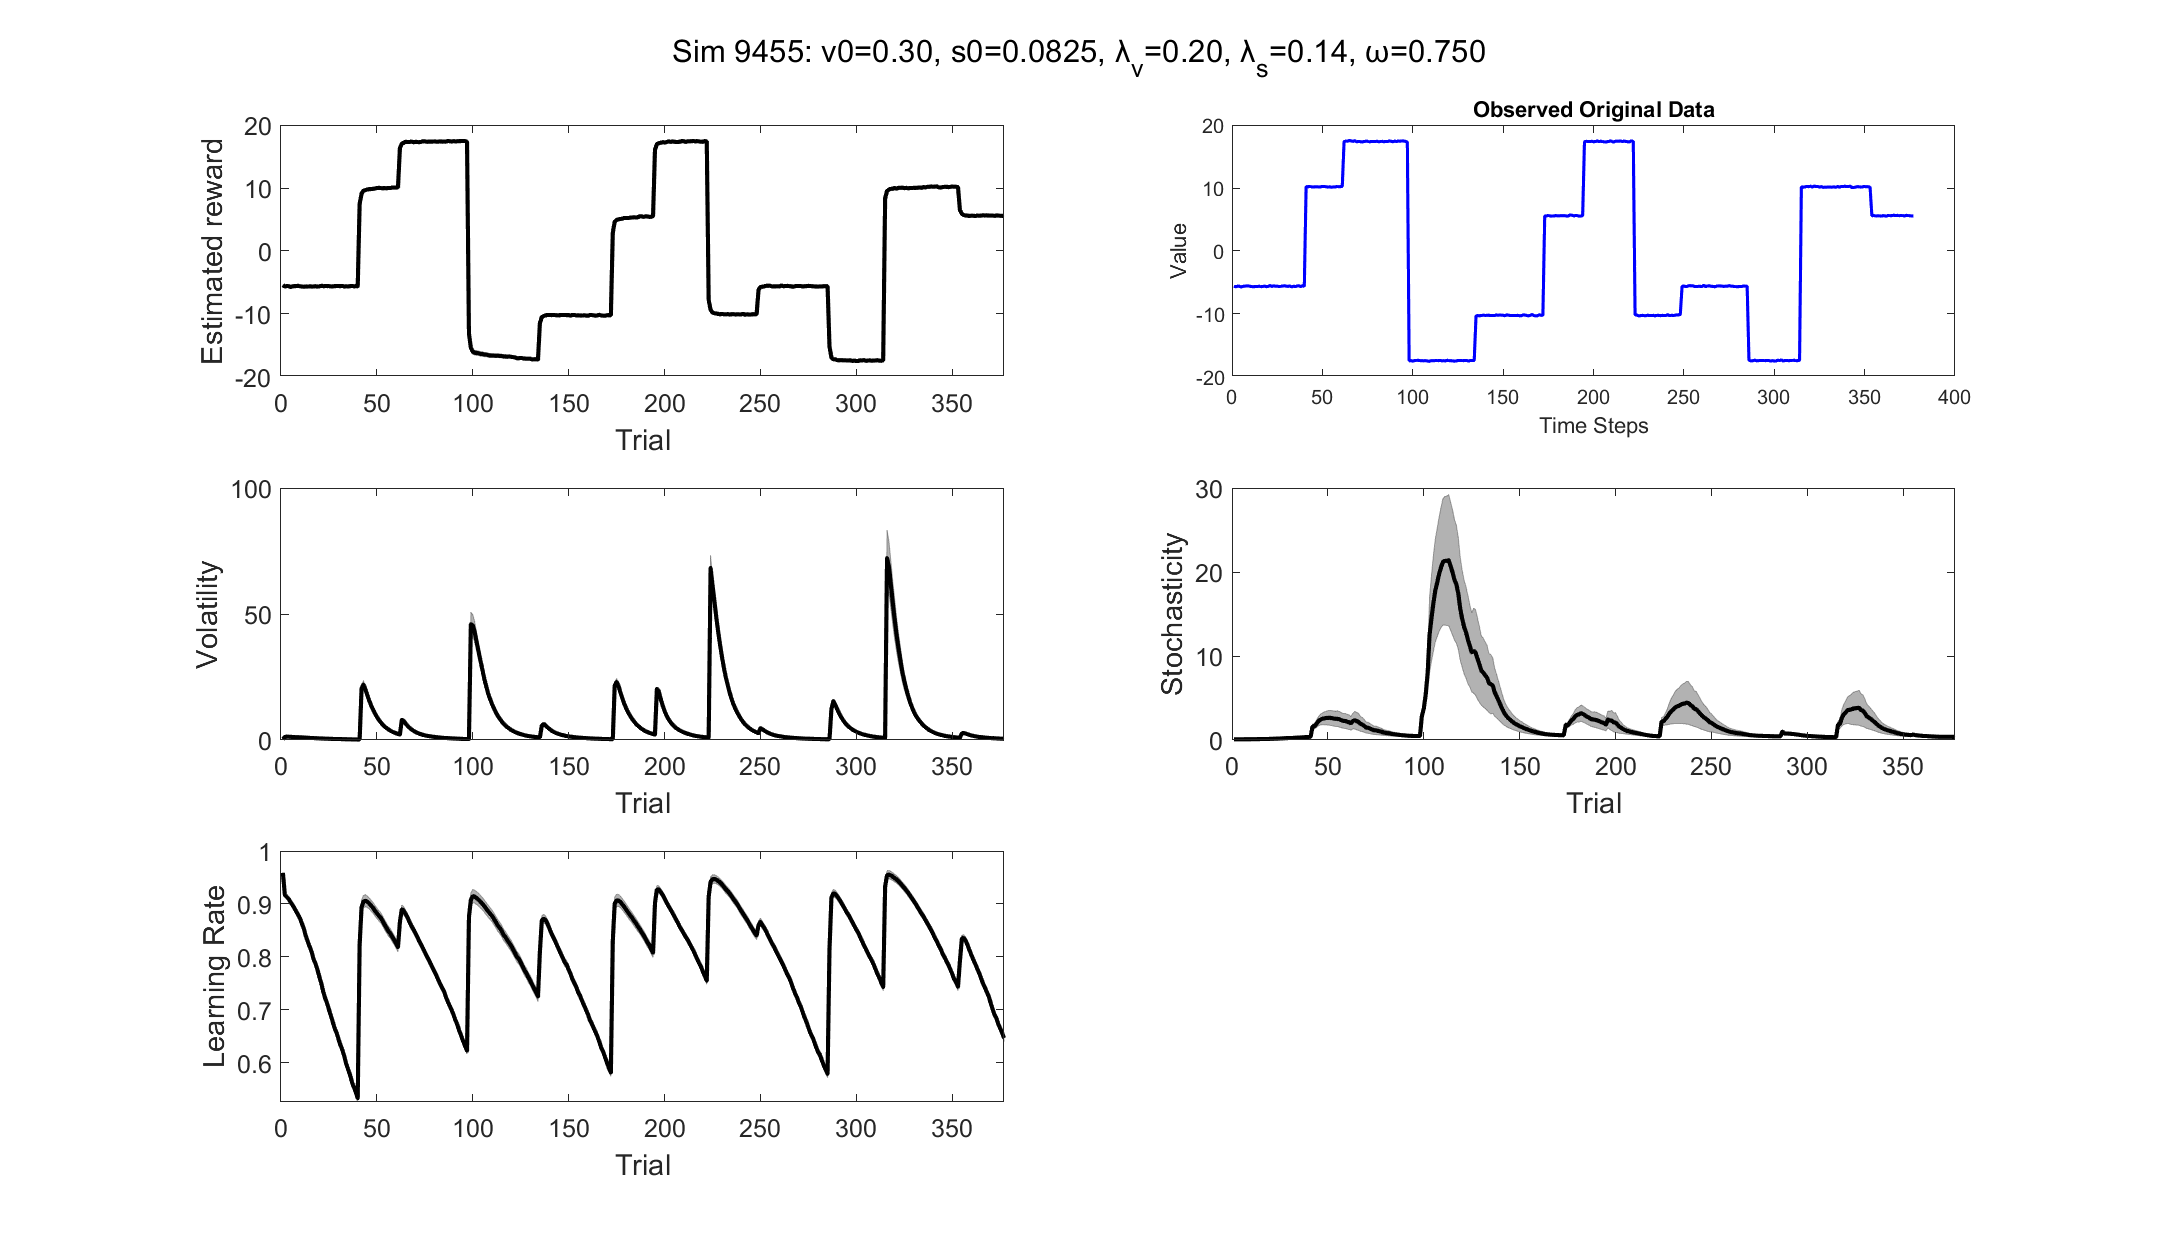 Sim 9455: v0=0.30, s0=0.0825, λ_v=0.20, λ_s=0.14, ω=0.750
20
10
0
-10
-20
Estimated reward
0 50 100 150 200 250 300 350
Trial
Observed Original Data
20
10
0
-10
-20
Value
0 50 100 150 200 250 300 350 400
Time Steps
100
50
0
Volatility
0 50 100 150 200 250 300 350
Trial
30
20
10
0
Stochasticity
0 50 100 150 200 250 300 350
Trial
1
0.9
0.8
0.7
0.6
Learning Rate
0 50 100 150 200 250 300 350
Trial